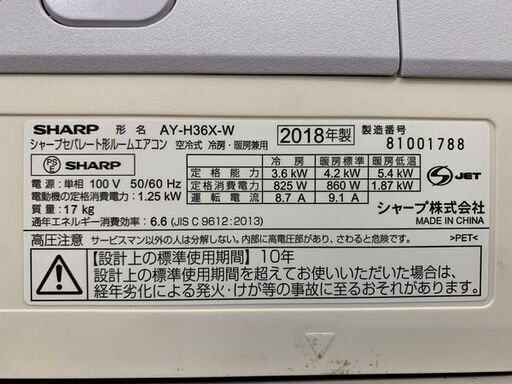 SHARP 形名 AY-H36X-W 2018年製 製造番号
シャープセパレート形ルームエアコン 空冷式 冷房・暖房兼用 81001788
PSE SHARP 冷房 暖房標準 暖房低温
定格能力 3.6 kW 4.2 kW 5.4 kW S JET
電源:単相 100 V 50/60 Hz 定格消費電力 825 W 860 W 1.87 kW
電動機の定格消費電力:1.25 kW 運転電流 8.7 A 9.1 A
質量:17 kg シャープ株式会社
通年エネルギー消費効率: 6.6 (JIS C 9612:2013) MADE IN CHINA
高圧注意 サービスマン以外の人は分解しない。内部に高電圧部があり、さわると危険です。 >PET<
【設計上の標準使用期間】10年
設計上の標準使用期間を超えてお使いいただいた場合は、
経年劣化による発火・けが等の事故に至るおそれがあります。